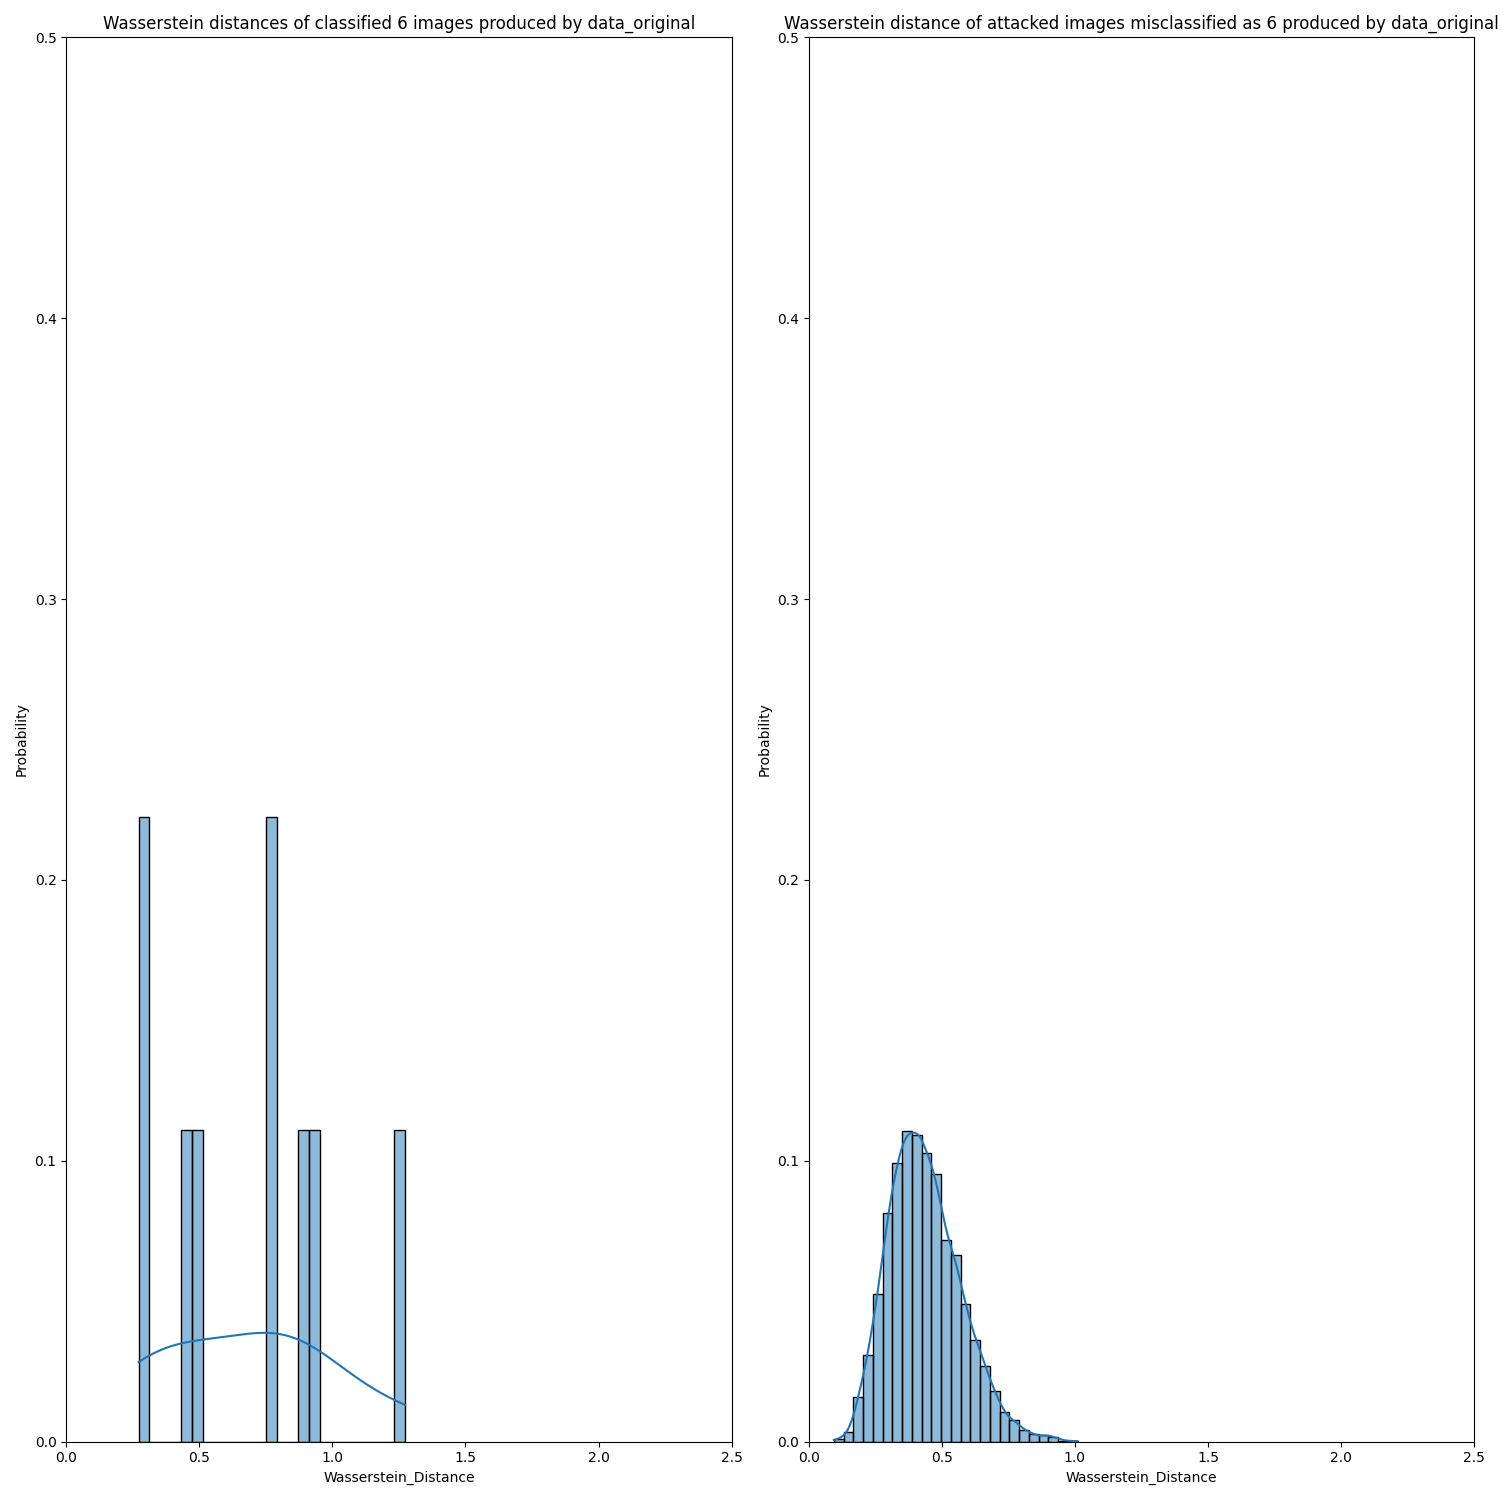 Wasserstein distances of classified 6 images produced by data_original
0.5
0.4
0.3
0.2
0.1
0.0
Probability
0.0 0.5 1.0 1.5 2.0 2.5
Wasserstein_Distance
Wasserstein distance of attacked images misclassified as 6 produced by data_original
0.5
0.4
0.3
0.2
0.1
0.0
Probability
0.0 0.5 1.0 1.5 2.0 2.5
Wasserstein_Distance